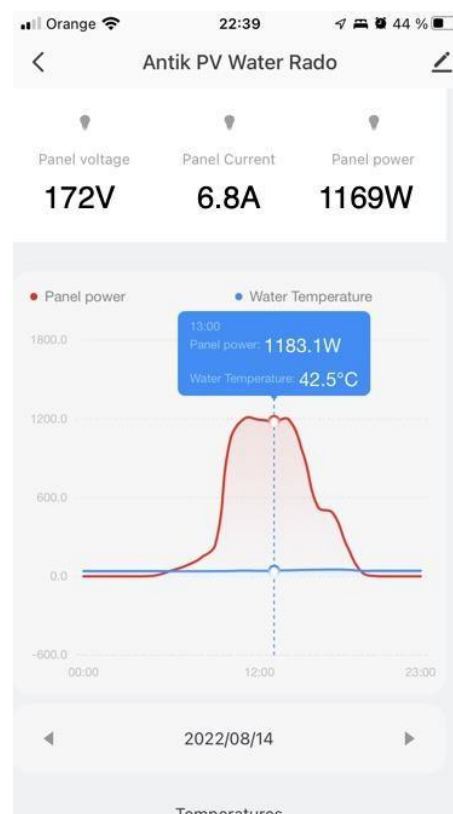 Orange 22:39 44 %
Antik PV Water Rado
Panel voltage Panel Current Panel power
172V 6.8A 1169W
Panel power Water Temperature
13:00
Panel power: 1183.1W
Water Temperature: 42.5°C
1800.0
1200.0
600.0
0.0
-600.0
00:00 12:00 23:00
2022/08/14
Temperatures